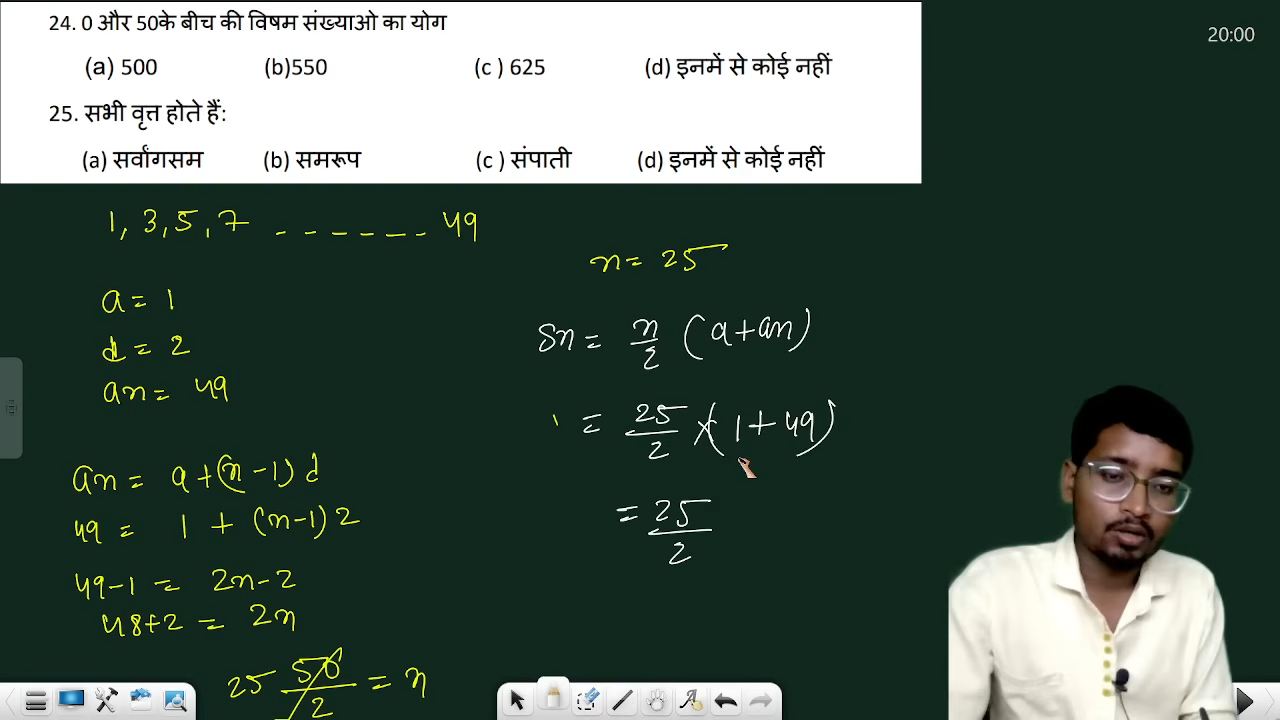 24. 0 और 50के बीच की विषम संख्याओ का योग
(a) 500 (b)550 (c ) 625 (d) इनमें से कोई नहीं
25. सभी वृत्त होते हैं:
(a) सर्वांगसम (b) समरूप (c ) संपाती (d) इनमें से कोई नहीं
20:00
1, 3, 5, 7 ------ 49
a = 1
d = 2
an = 49
an = a + (n - 1) d
49 = 1 + (n-1) 2
49-1 = 2n-2
48+2 = 2n
25 50/2 = n
n = 25
Sn = n/2 (a + an)
= 25/2 × (1 + 49)
= 25/2